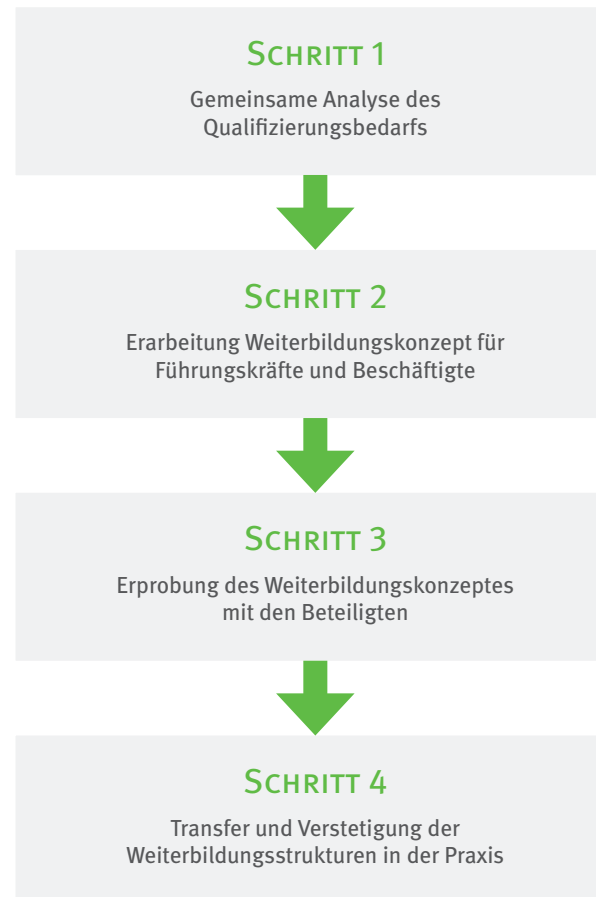 Schritt 1
Gemeinsame Analyse des
Qualifizierungsbedarfs
Schritt 2
Erarbeitung Weiterbildungskonzept für
Führungskräfte und Beschäftigte
Schritt 3
Erprobung des Weiterbildungskonzeptes
mit den Beteiligten
Schritt 4
Transfer und Verstetigung der
Weiterbildungsstrukturen in der Praxis